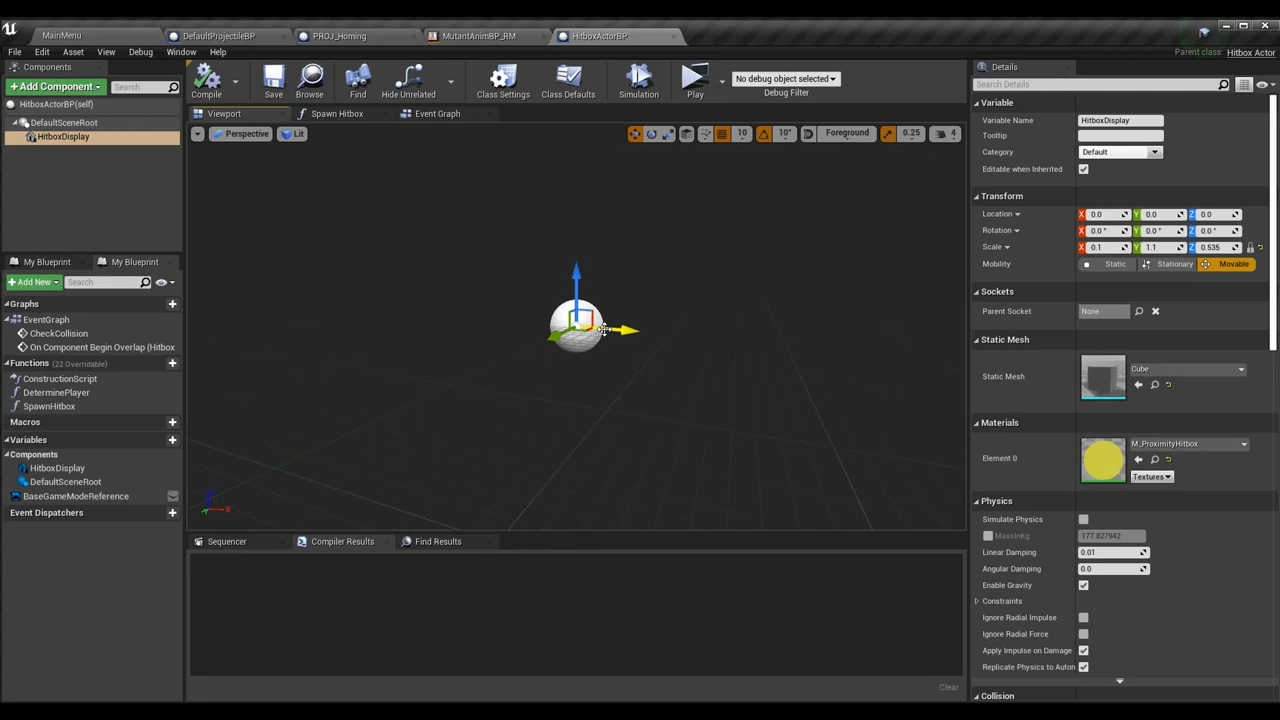 MainMenu
DefaultProjectileBP
PROJ_Homing
MutantAnimBP_RM
HitboxActorBP
File Edit Asset View Debug Window Help
Parent class: Hitbox Actor
Components
Add Component
Search
HitboxActorBP(self)
DefaultSceneRoot
HitboxDisplay
Compile
Save
Browse
Find
Hide Unrelated
Class Settings
Class Defaults
Simulation
Play
No debug object selected
Debug Filter
Viewport
Spawn Hitbox
Event Graph
Perspective
Lit
10
10°
Foreground
0.25
4
My Blueprint
My Blueprint
Add New
Search
Graphs
EventGraph
CheckCollision
On Component Begin Overlap (Hitbox
Functions (22 Overridable)
ConstructionScript
DeterminePlayer
SpawnHitbox
Macros
Variables
Components
HitboxDisplay
DefaultSceneRoot
BaseGameModeReference
Event Dispatchers
Sequencer
Compiler Results
Find Results
Clear
Details
Search Details
Variable
Variable Name HitboxDisplay
Tooltip
Category Default
Editable when Inherited
Transform
Location X 0.0 Y 0.0 Z 0.0
Rotation X 0.0 ° Y 0.0 ° Z 0.0 °
Scale X 0.1 Y 1.1 Z 0.535
Mobility Static Stationary Movable
Sockets
Parent Socket None
Static Mesh
Static Mesh Cube
Materials
Element 0 M_ProximityHitbox
Textures
Physics
Simulate Physics
MassInKg 177.827942
Linear Damping 0.01
Angular Damping 0.0
Enable Gravity
Constraints
Ignore Radial Impulse
Ignore Radial Force
Apply Impulse on Damage
Replicate Physics to Auton
Collision